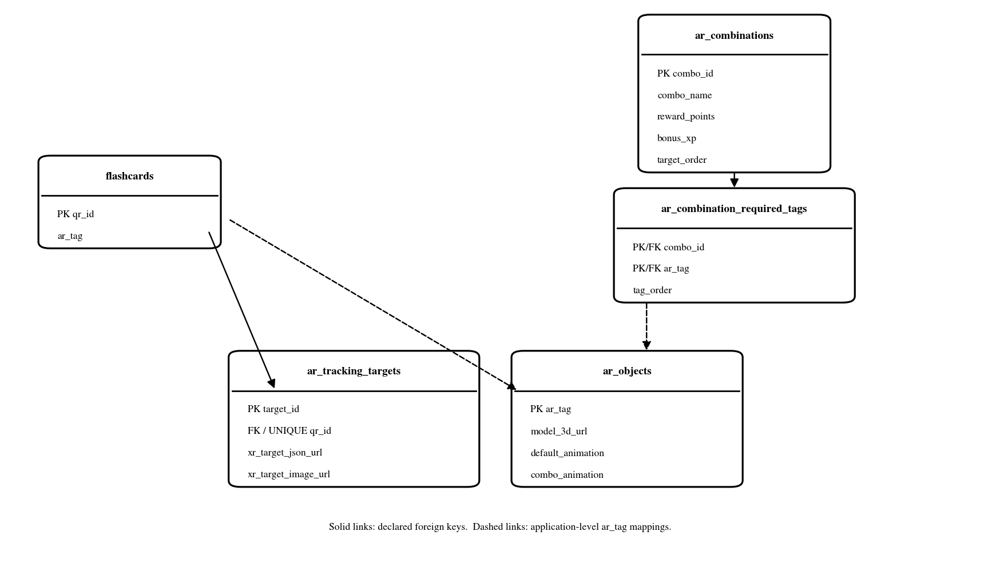 ar_combinations
PK combo_id
combo_name
reward_points
bonus_xp
target_order
flashcards
PK qr_id
ar_tag
ar_combination_required_tags
PK/FK combo_id
PK/FK ar_tag
tag_order
ar_tracking_targets
PK target_id
FK / UNIQUE qr_id
xr_target_json_url
xr_target_image_url
ar_objects
PK ar_tag
model_3d_url
default_animation
combo_animation
Solid links: declared foreign keys.  Dashed links: application-level ar_tag mappings.